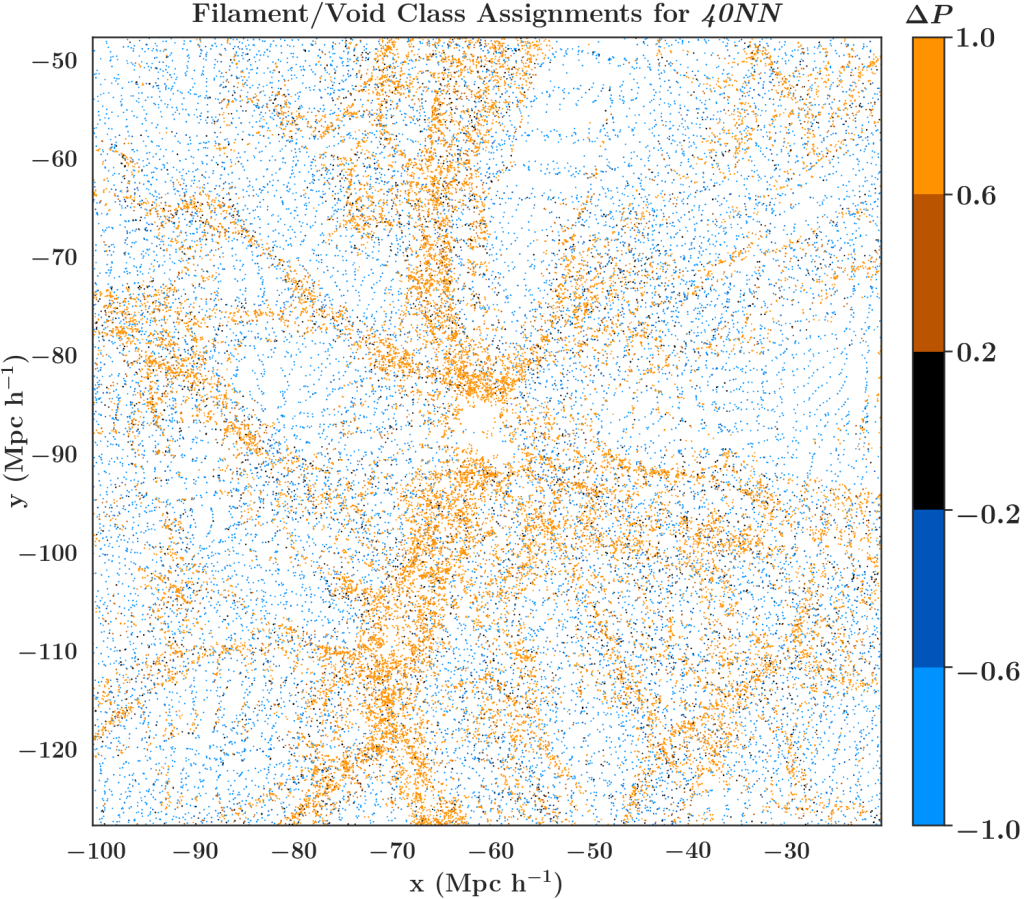 Filament/Void Class Assignments for 40NN
ΔP
1.0
0.6
0.2
−0.2
−0.6
−1.0
y (Mpc h⁻¹)
−50
−60
−70
−80
−90
−100
−110
−120
−100 −90 −80 −70 −60 −50 −40 −30
x (Mpc h⁻¹)